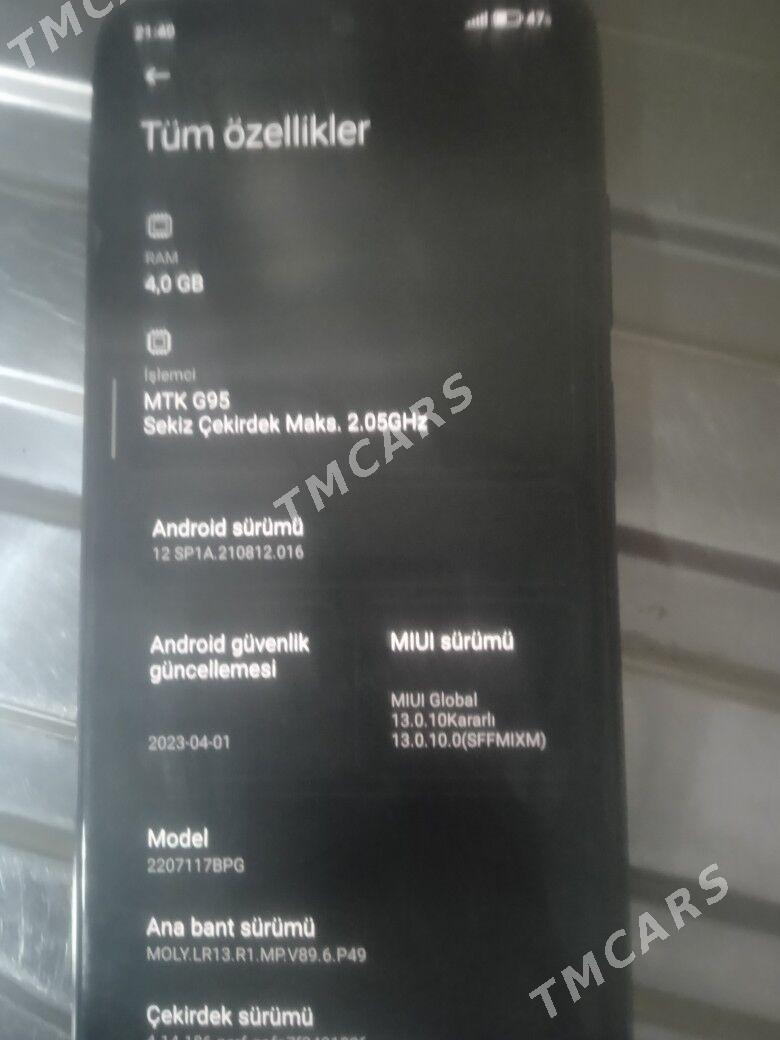 TMCARS
21:40
47
Tüm özellikler
RAM
4,0 GB
İşlemci
MTK G95
Sekiz Çekirdek Maks. 2.05GHz
TMCARS
Android sürümü
12 SP1A.210812.016
Android güvenlik
güncellemesi
2023-04-01
MIUI sürümü
MIUI Global
13.0.10Kararlı
13.0.10.0(SFFMIXM)
Model
2207117BPG
Ana bant sürümü
MOLY.LR13.R1.MP.V89.6.P49
TMCARS
Çekirdek sürümü